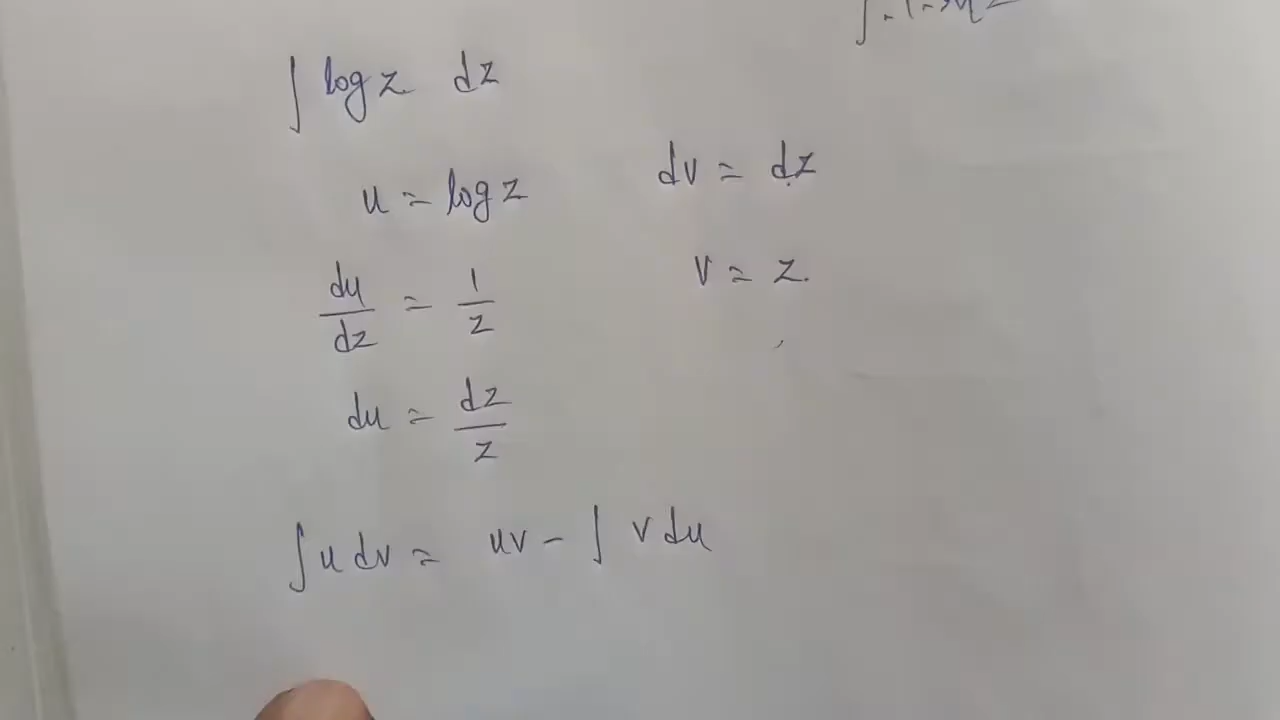 ∫ log z dz
u = log z dv = dz
du/dz = 1/z v = z.
du = dz/z
∫ u dv = uv - ∫ v du